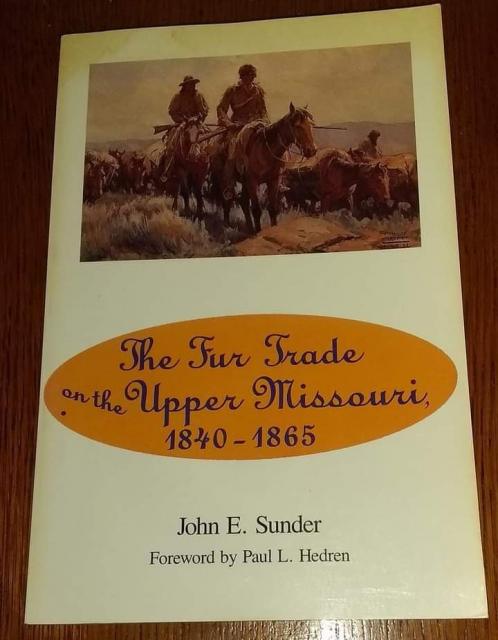 The Fur Trade
on the Upper Missouri,
1840-1865
John E. Sunder
Foreword by Paul L. Hedren